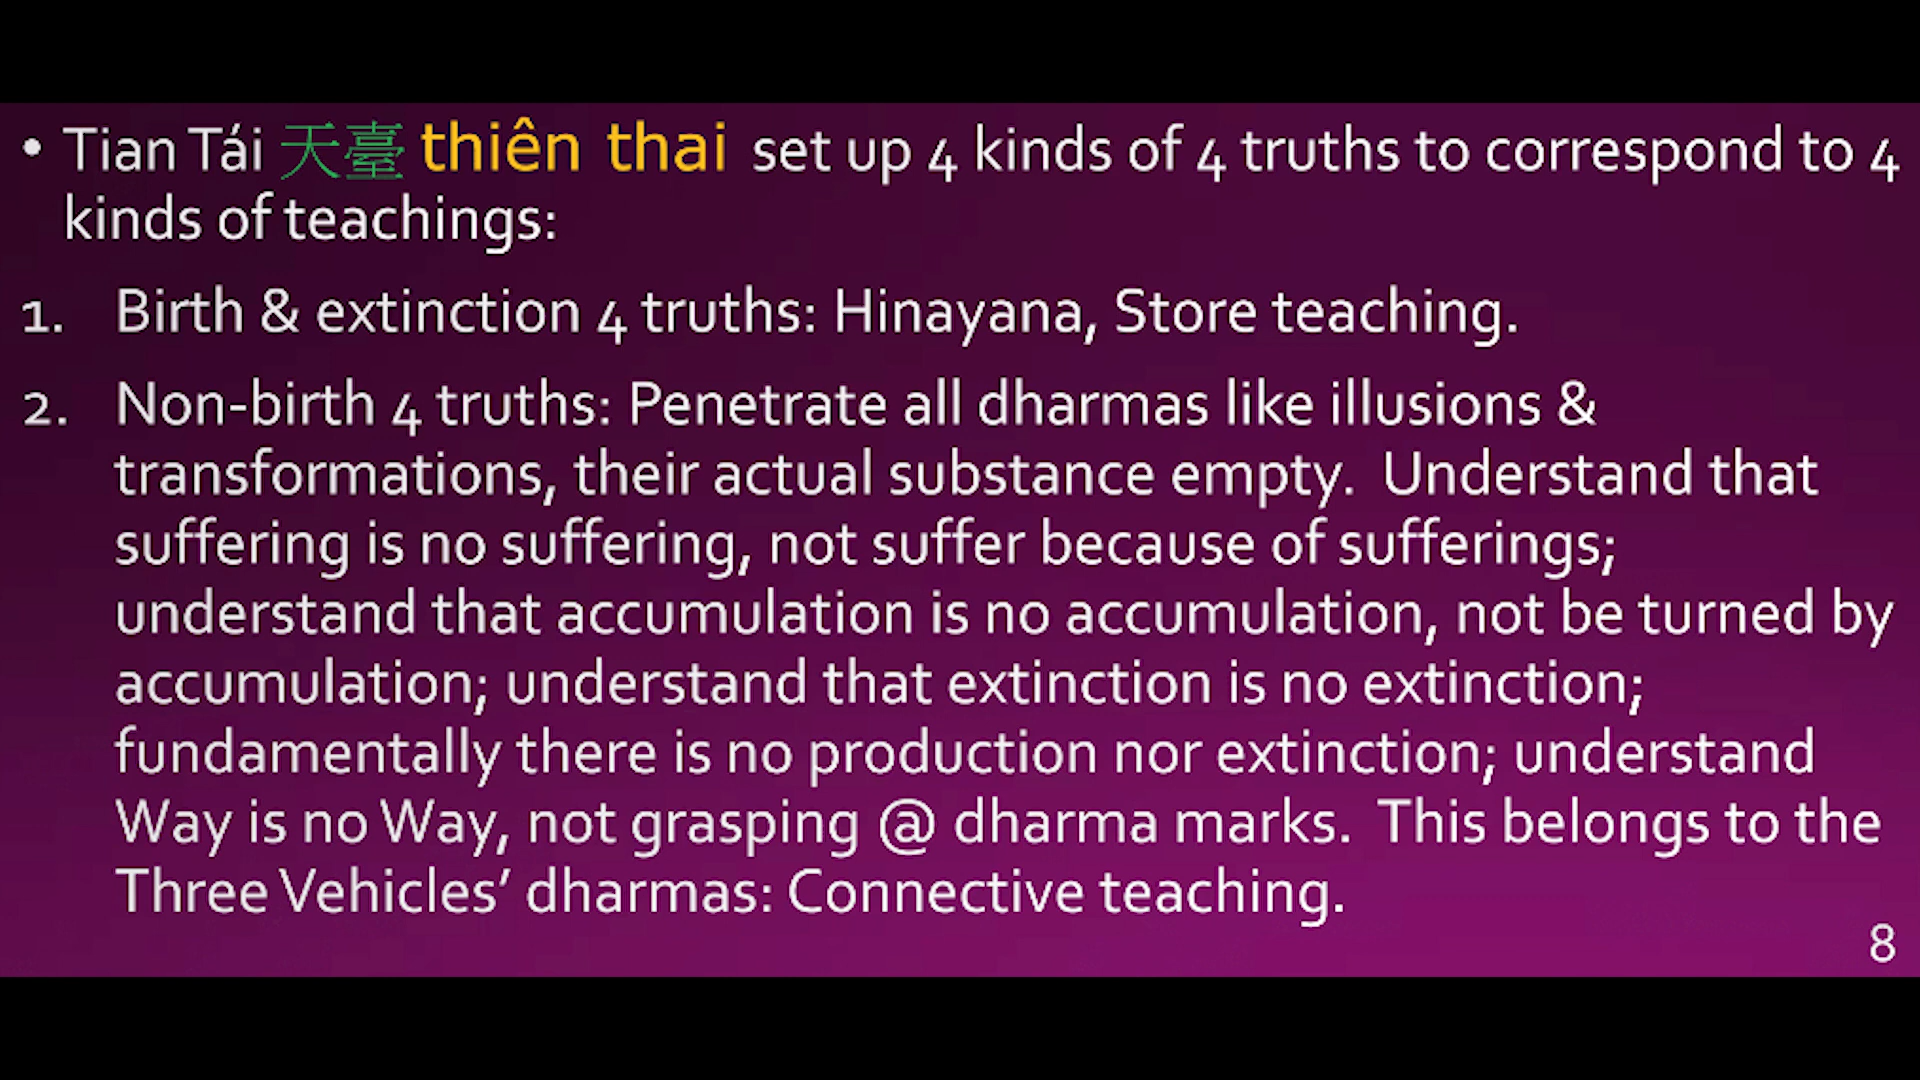 • Tian Tái 天臺 thiên thai set up 4 kinds of 4 truths to correspond to 4
kinds of teachings:
1. Birth & extinction 4 truths: Hinayana, Store teaching.
2. Non-birth 4 truths: Penetrate all dharmas like illusions &
transformations, their actual substance empty. Understand that
suffering is no suffering, not suffer because of sufferings;
understand that accumulation is no accumulation, not be turned by
accumulation; understand that extinction is no extinction;
fundamentally there is no production nor extinction; understand
Way is no Way, not grasping @ dharma marks. This belongs to the
Three Vehicles’ dharmas: Connective teaching.
8